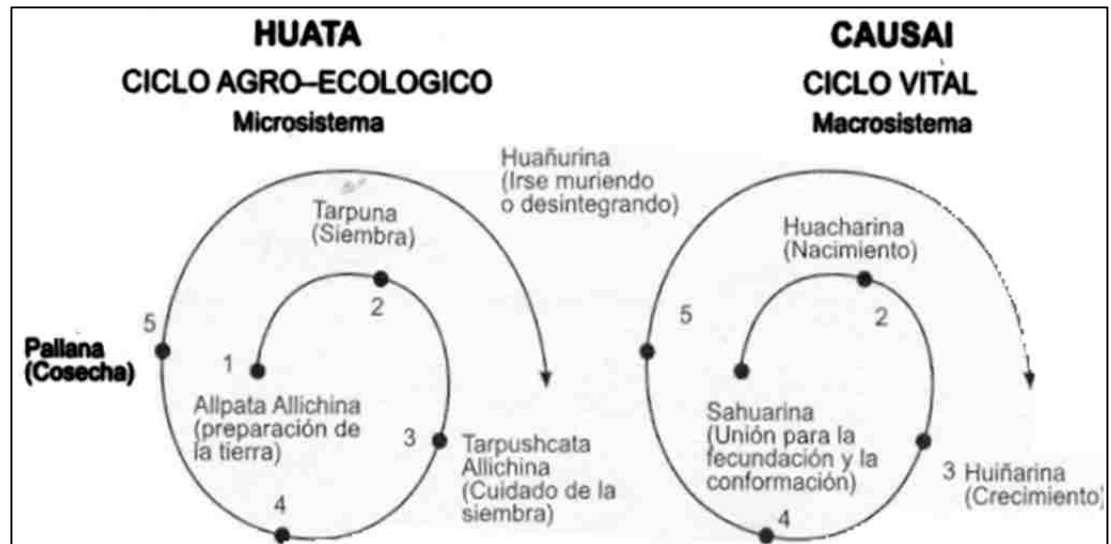 HUATA
CICLO AGRO–ECOLOGICO
Microsistema
Tarpuna
(Siembra)
2
5
Pallana
(Cosecha)
1
Allpata Allichina
(preparación de
la tierra)
3
Tarpushcata
Allichina
(Cuidado de la
siembra)
4
CAUSAI
CICLO VITAL
Macrosistema
Huañurina
(Irse muriendo
o desintegrando)
Huacharina
(Nacimiento)
2
5
Sahuarina
(Unión para la
fecundación y la
conformación)
3 Huiñarina
(Crecimiento)
4